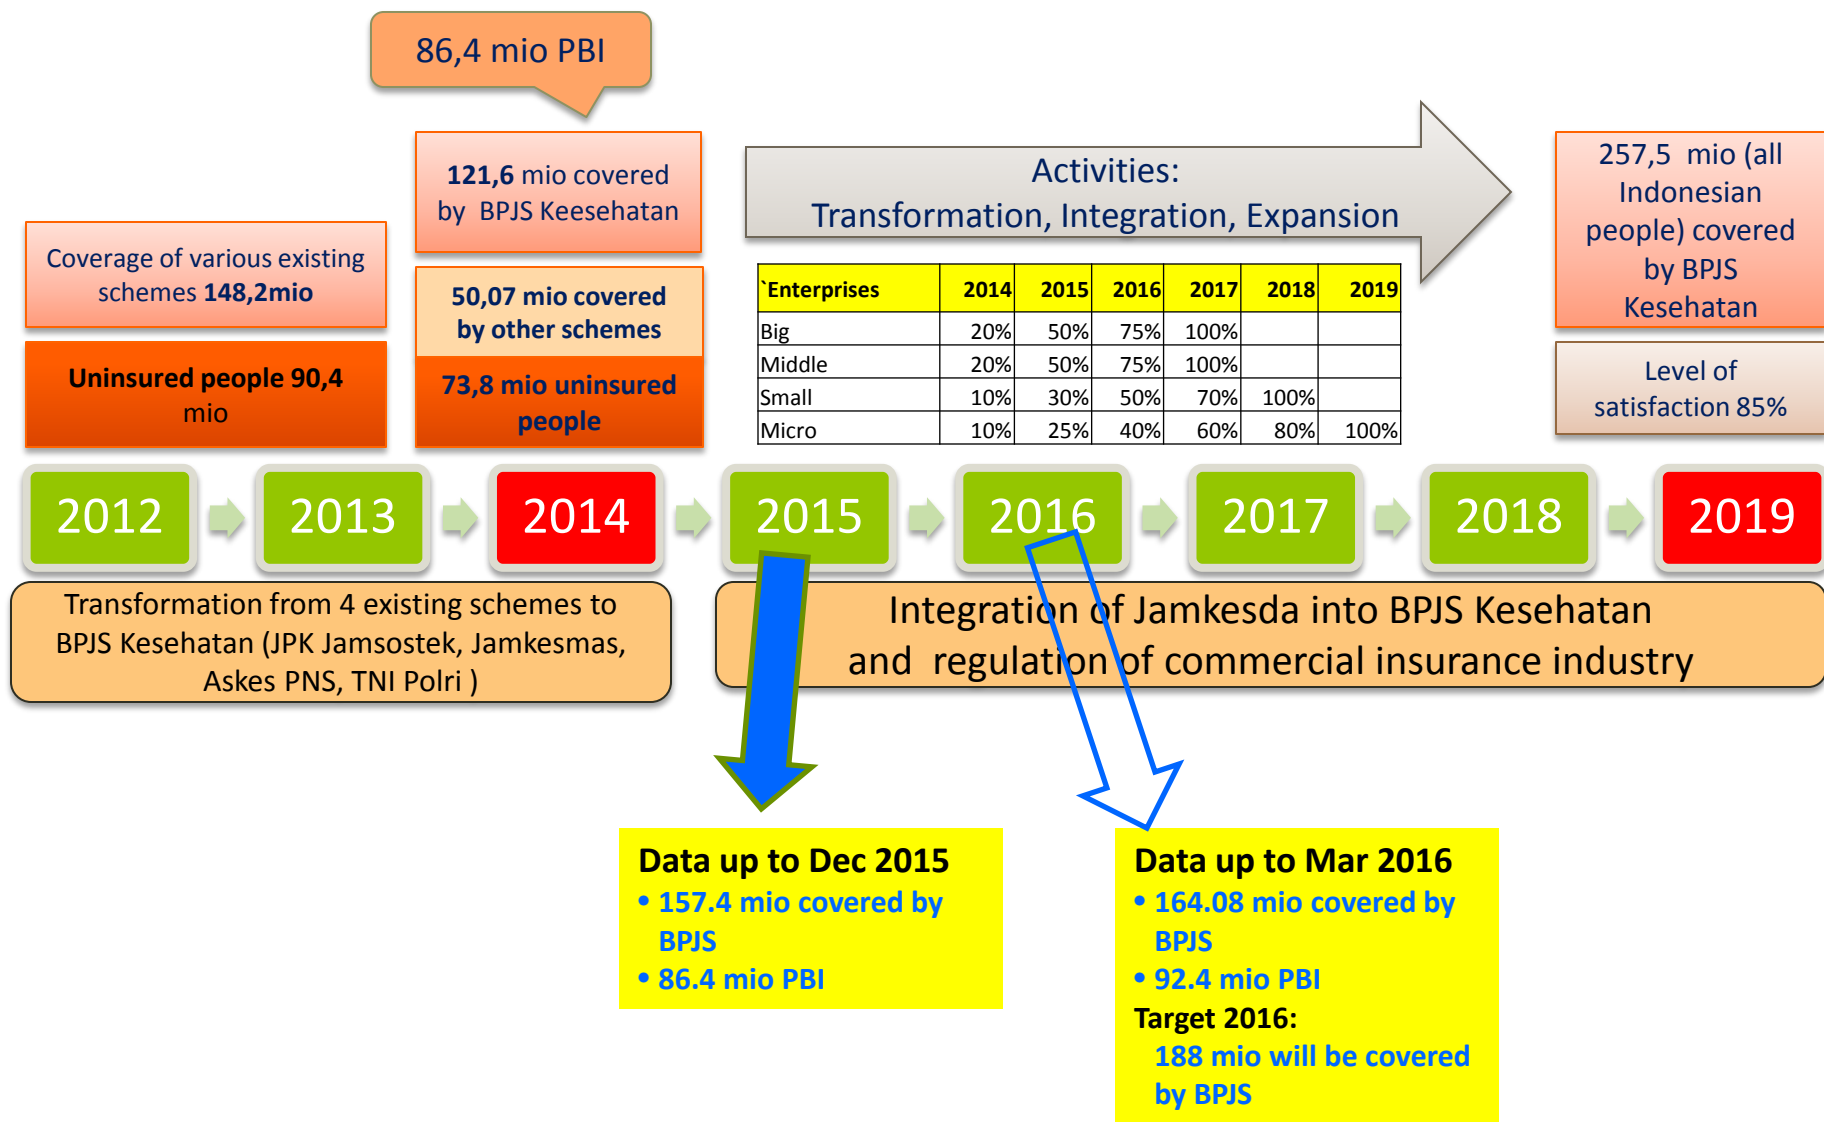 86,4 mio PBI
121,6 mio covered
by BPJS Keesehatan
Coverage of various existing
schemes 148,2mio
50,07 mio covered
by other schemes
Uninsured people 90,4
mio
73,8 mio uninsured
people
Activities:
Transformation, Integration, Expansion
`Enterprises 2014 2015 2016 2017 2018 2019
Big 20% 50% 75% 100%
Middle 20% 50% 75% 100%
Small 10% 30% 50% 70% 100%
Micro 10% 25% 40% 60% 80% 100%
257,5 mio (all
Indonesian
people) covered
by BPJS
Kesehatan
Level of
satisfaction 85%
2012 2013 2014 2015 2016 2017 2018 2019
Transformation from 4 existing schemes to
BPJS Kesehatan (JPK Jamsostek, Jamkesmas,
Askes PNS, TNI Polri )
Integration of Jamkesda into BPJS Kesehatan
and regulation of commercial insurance industry
Data up to Dec 2015
• 157.4 mio covered by
BPJS
• 86.4 mio PBI
Data up to Mar 2016
• 164.08 mio covered by
BPJS
• 92.4 mio PBI
Target 2016:
188 mio will be covered
by BPJS